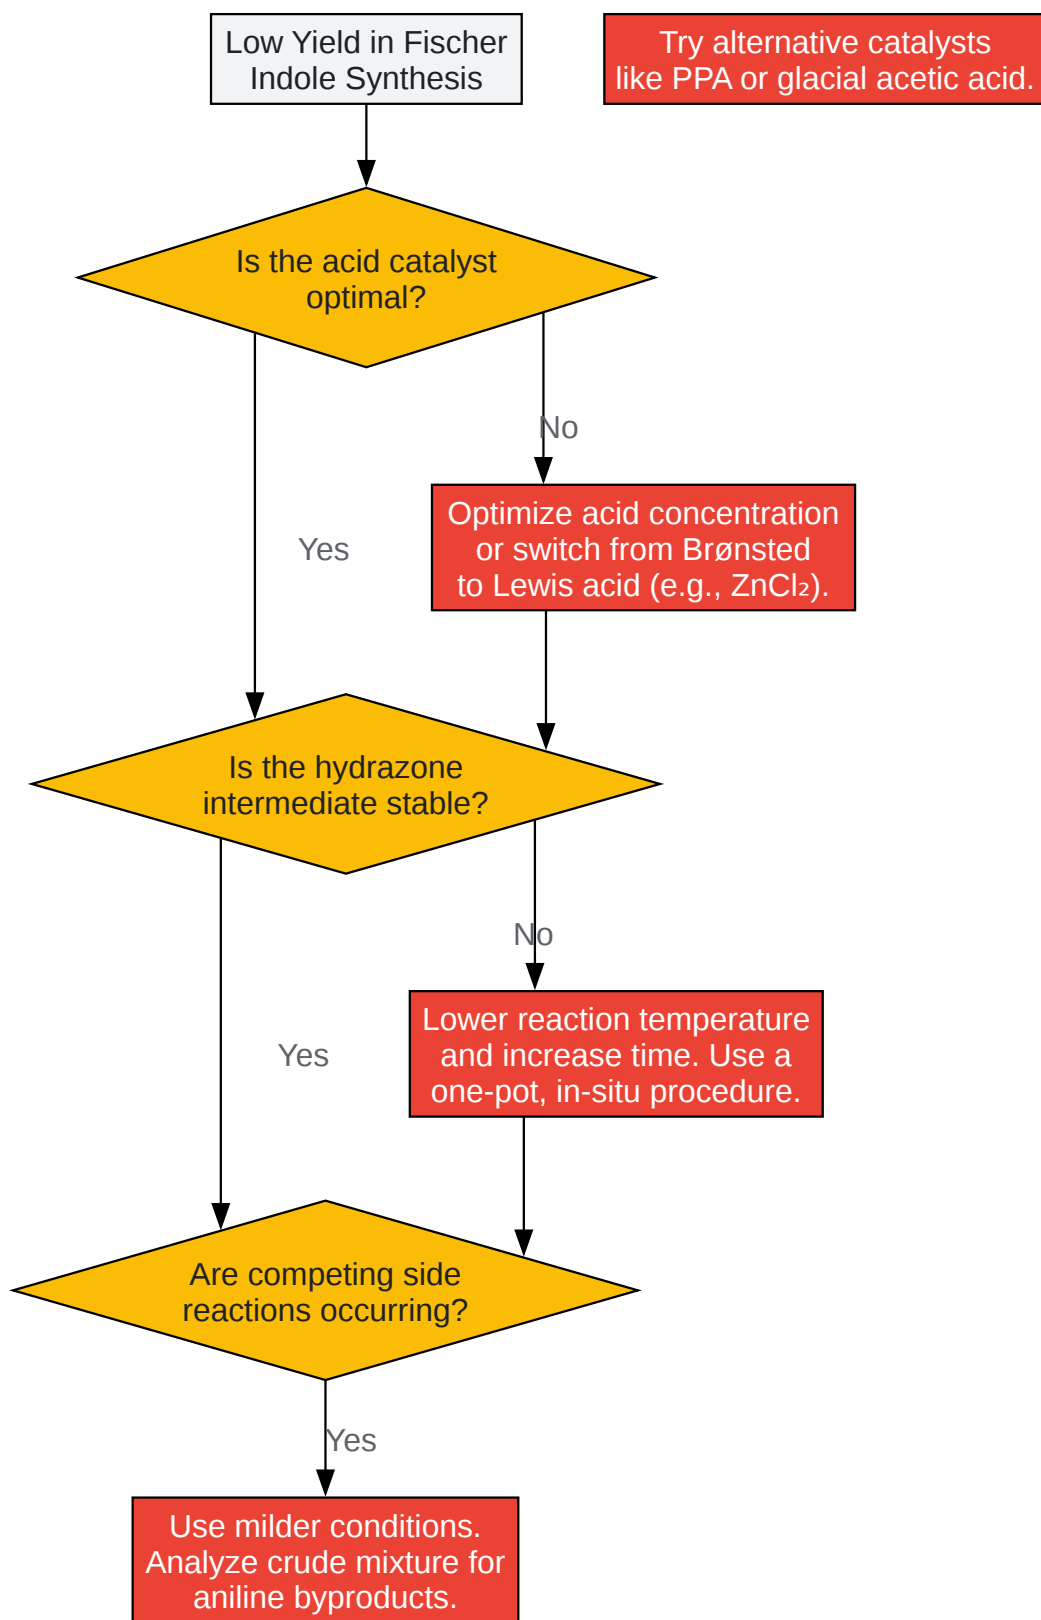 Low Yield in Fischer
Indole Synthesis
Try alternative catalysts
like PPA or glacial acetic acid.
Is the acid catalyst
optimal?
No
Yes
Optimize acid concentration
or switch from Brønsted
to Lewis acid (e.g., ZnCl₂).
Is the hydrazone
intermediate stable?
No
Yes
Lower reaction temperature
and increase time. Use a
one-pot, in-situ procedure.
Are competing side
reactions occurring?
Yes
Use milder conditions.
Analyze crude mixture for
aniline byproducts.